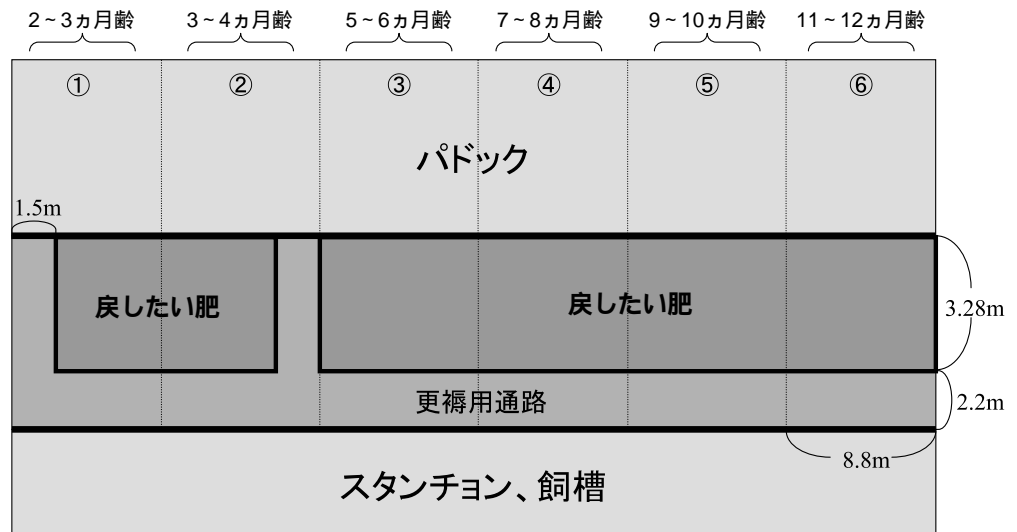 2~3ヵ月齢 3~4ヵ月齢 5~6ヵ月齢 7~8ヵ月齢 9~10ヵ月齢 11~12ヵ月齢
① ② ③ ④ ⑤ ⑥
パドック
1.5m
戻したい肥 戻したい肥 3.28m
更褥用通路 2.2m
8.8m
スタンチョン、飼槽